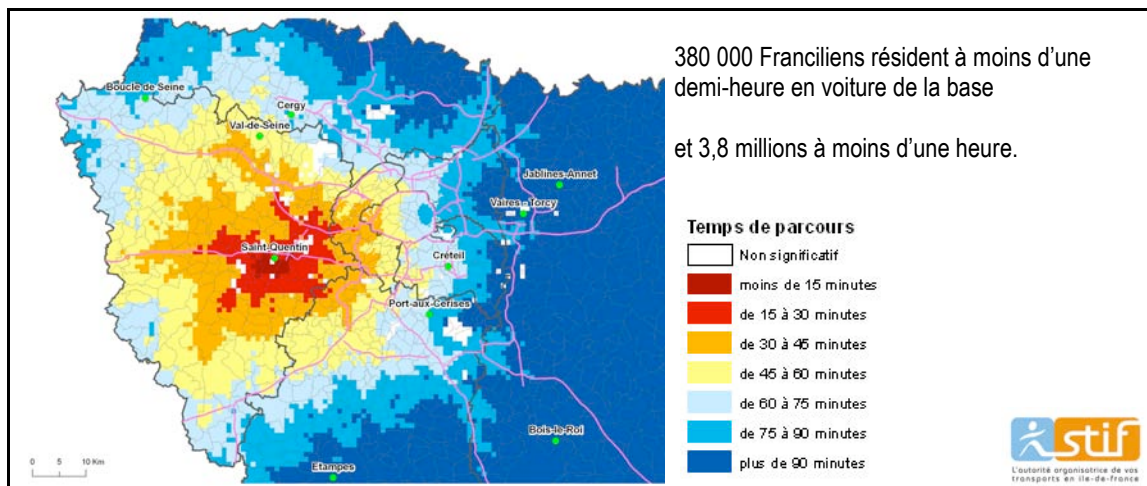 380 000 Franciliens résident à moins d'une
demi-heure en voiture de la base
et 3,8 millions à moins d'une heure.
Boucle de Seine
Cergy
Val-de-Seine
Jablines-Annet
Vaires - Torcy
Saint-Quentin
Créteil
Port-aux-Cerises
Bois-le-Roi
Etampes
0 5 10 Km
Temps de parcours
Non significatif
moins de 15 minutes
de 15 à 30 minutes
de 30 à 45 minutes
de 45 à 60 minutes
de 60 à 75 minutes
de 75 à 90 minutes
plus de 90 minutes
stif
L'autorité organisatrice de vos
transports en ile-de-france